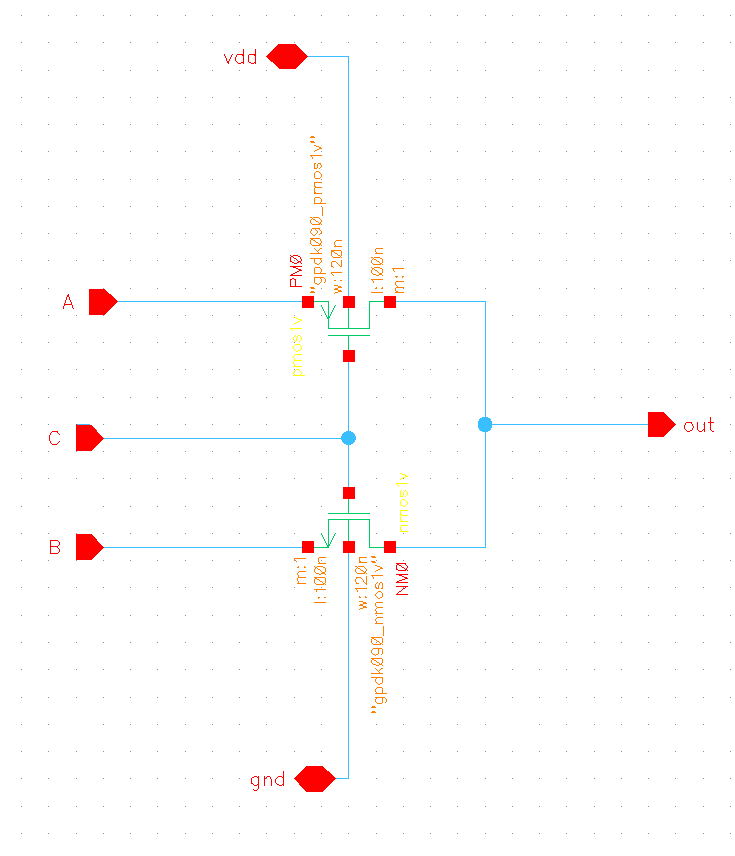 vdd
"gpdk090_pmos1v"
w:120n
PM0
l:100n
m:1
A
pmos1v
out
C
nmos1v
B
m:1
l:100n
w:120n
"gpdk090_nmos1v"
NM0
gnd